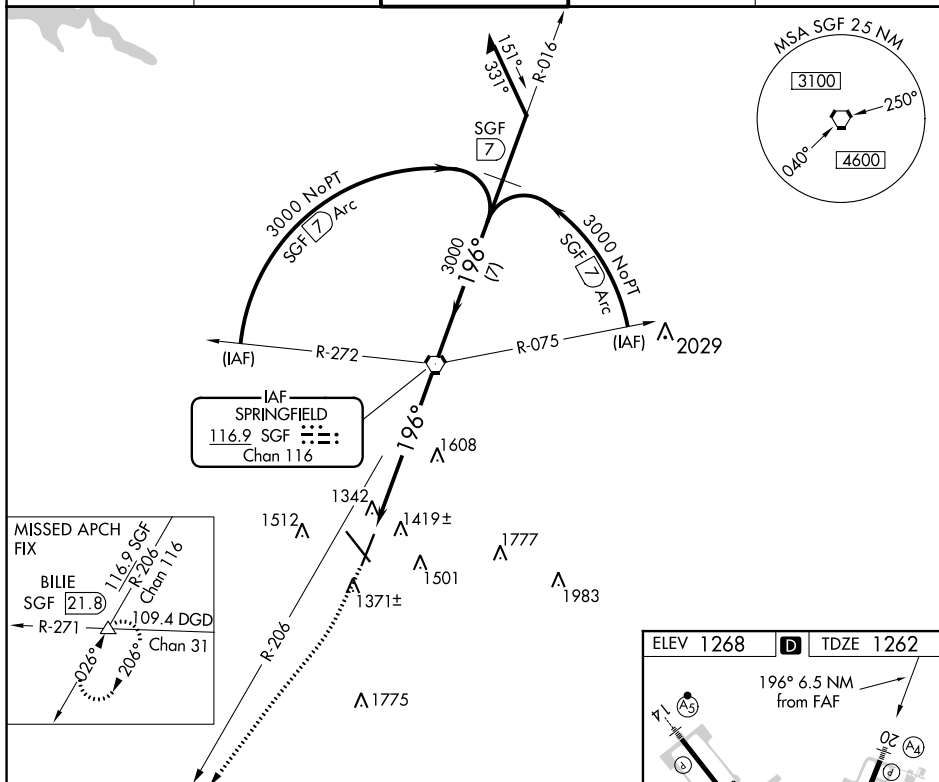 MSA SGF 25 NM
3100
250°
040°
4600
151°
331°
R-016
SGF
7
3000 NoPT
SGF 7 Arc
3000 NoPT
SGF 7 Arc
3000
196°
(7)
(IAF)
R-272
R-075
(IAF)
2029
IAF
SPRINGFIELD
116.9 SGF
Chan 116
196°
1608
1342
1512
1419±
1777
1501
1983
1371±
R-206
1775
MISSED APCH
FIX
116.9 SGF
R-206
Chan 116
BILIE
SGF 21.8
R-271
109.4 DGD
Chan 31
026°
206°
ELEV 1268 D TDZE 1262
196° 6.5 NM
from FAF
14
A5
P
20
A4
P